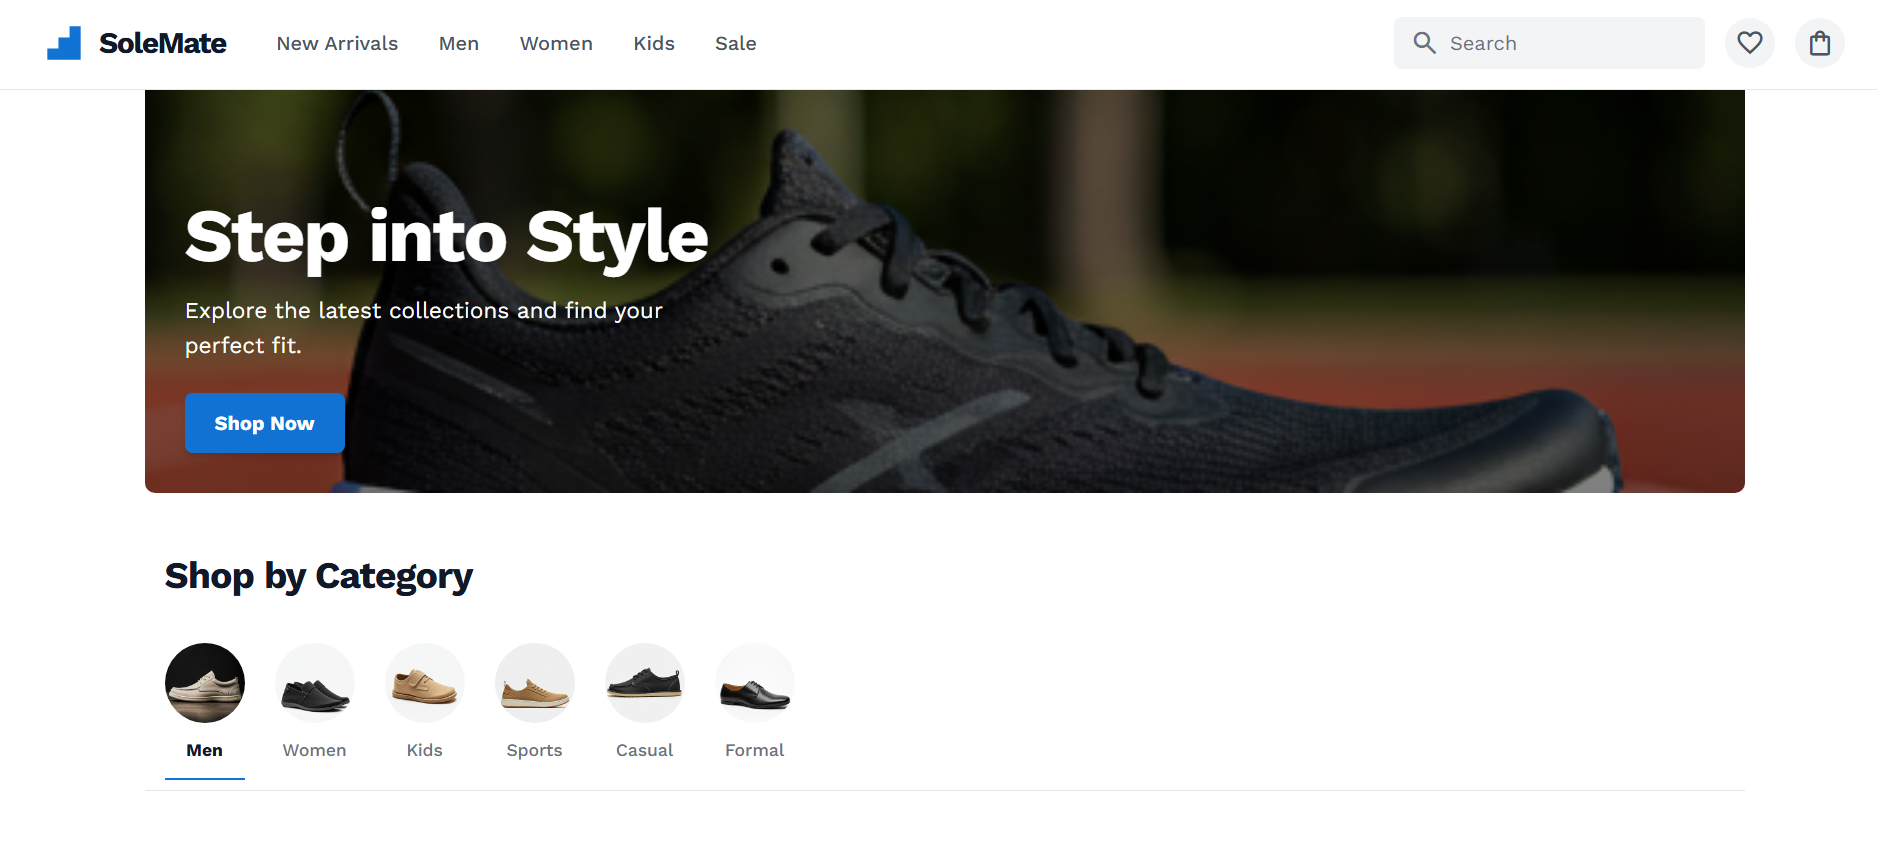 SoleMate
New Arrivals
Men
Women
Kids
Sale
Search
Step into Style
Explore the latest collections and find your
perfect fit.
Shop Now
Shop by Category
Men
Women
Kids
Sports
Casual
Formal